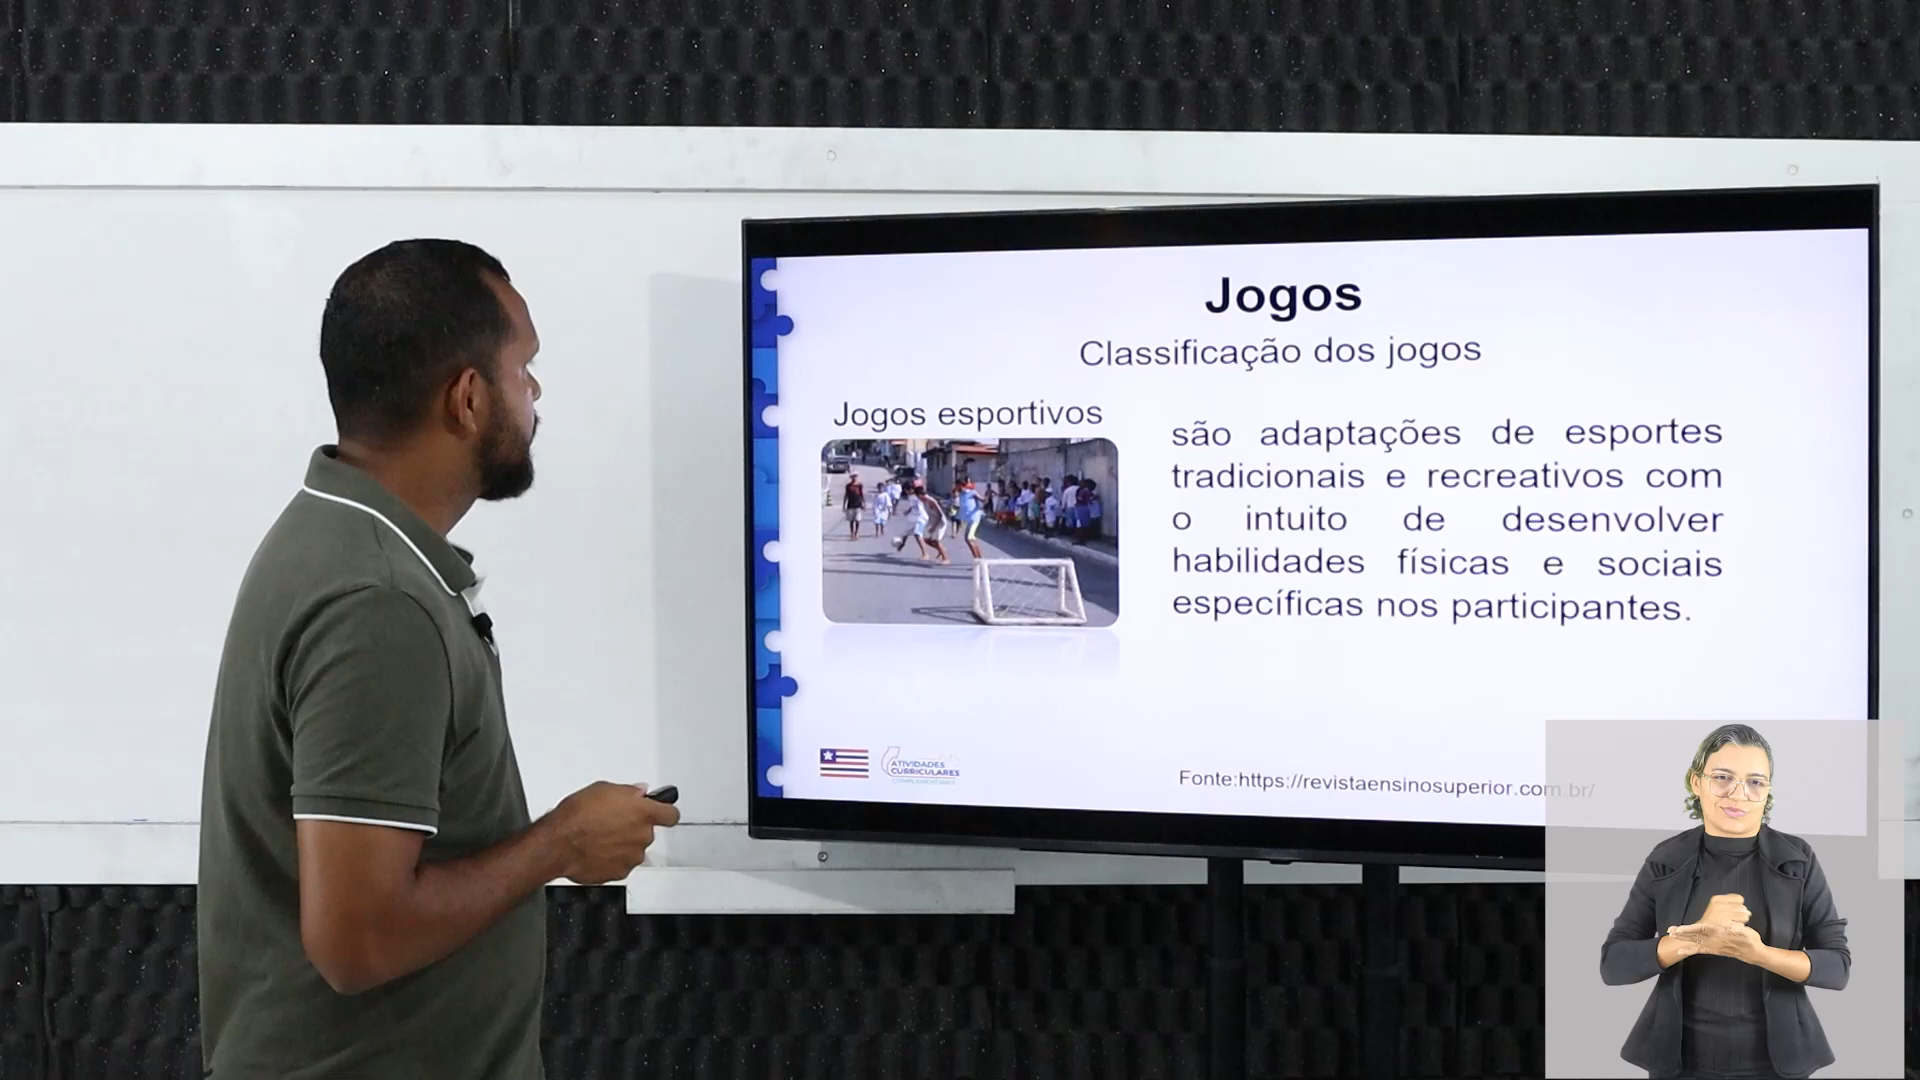 Jogos
Classificação dos jogos
Jogos esportivos
são adaptações de esportes
tradicionais e recreativos com
o intuito de desenvolver
habilidades físicas e sociais
específicas nos participantes.
ATIVIDADES
CURRICULARES
Fonte:https://revistaensinosuperior.com.br/